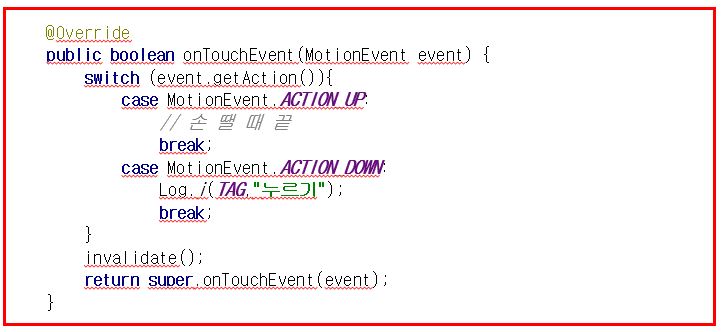 @Override
public boolean onTouchEvent(MotionEvent event) {
switch (event.getAction()){
case MotionEvent.ACTION_UP:
// 손 땔 때 끝
break;
case MotionEvent.ACTION_DOWN:
Log.i(TAG,"누르기");
break;
}
invalidate();
return super.onTouchEvent(event);
}